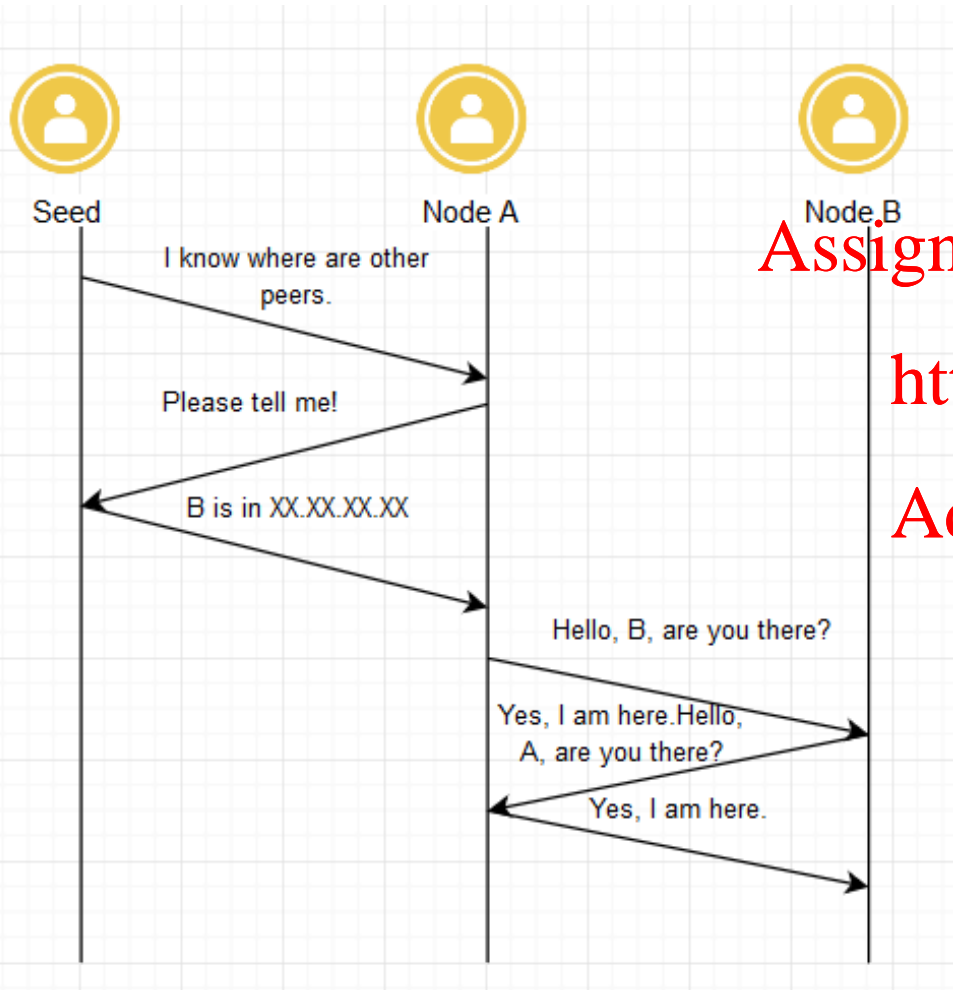 Seed
Node A
Node B
I know where are other
peers.
Please tell me!
B is in XX.XX.XX.XX
Hello, B, are you there?
Yes, I am here.Hello,
A, are you there?
Yes, I am here.